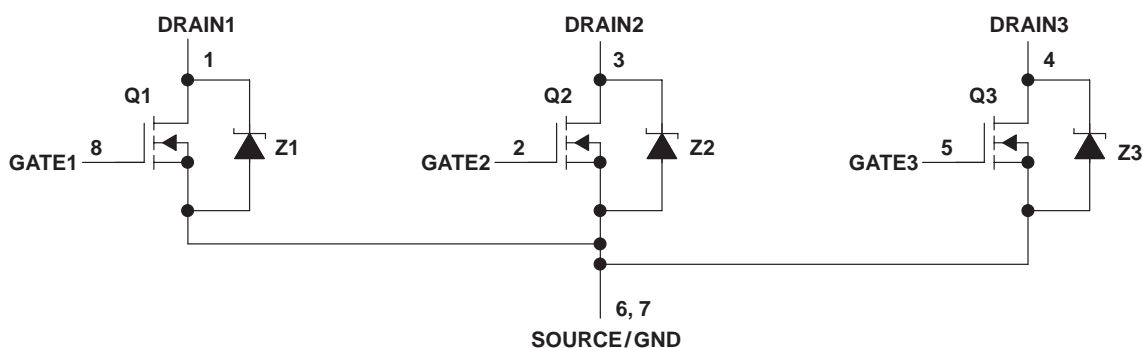 DRAIN1 DRAIN2 DRAIN3
1 3 4
Q1 Q2 Q3
8 Z1 2 Z2 5 Z3
GATE1 GATE2 GATE3
6, 7
SOURCE/GND